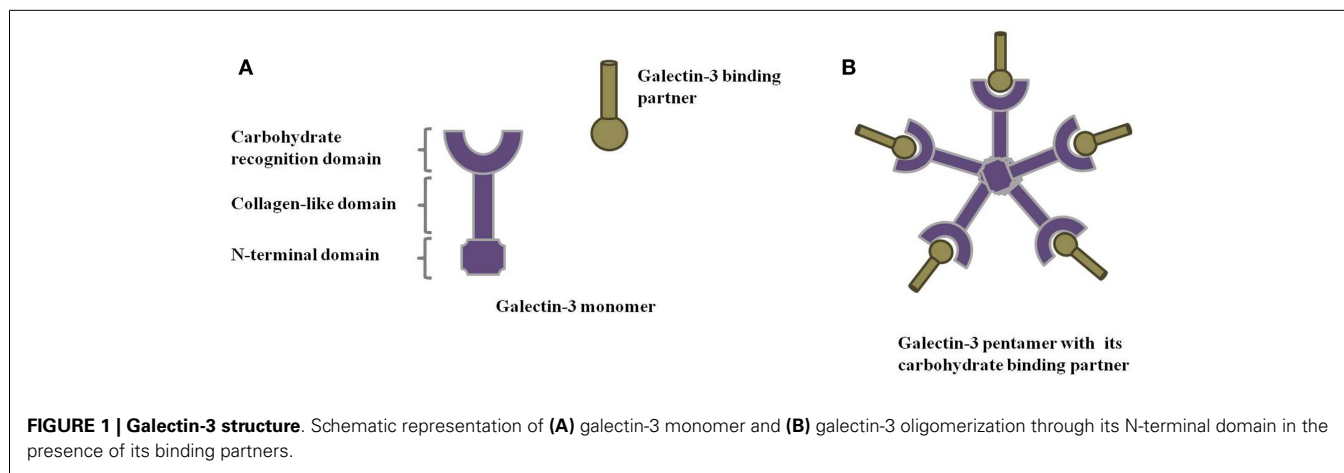 A
Carbohydrate
recognition domain
Collagen-like domain
N-terminal domain
Galectin-3 monomer
Galectin-3 binding
partner
B
Galectin-3 pentamer with its
carbohydrate binding partner
FIGURE 1 | Galectin-3 structure. Schematic representation of (A) galectin-3 monomer and (B) galectin-3 oligomerization through its N-terminal domain in the
presence of its binding partners.